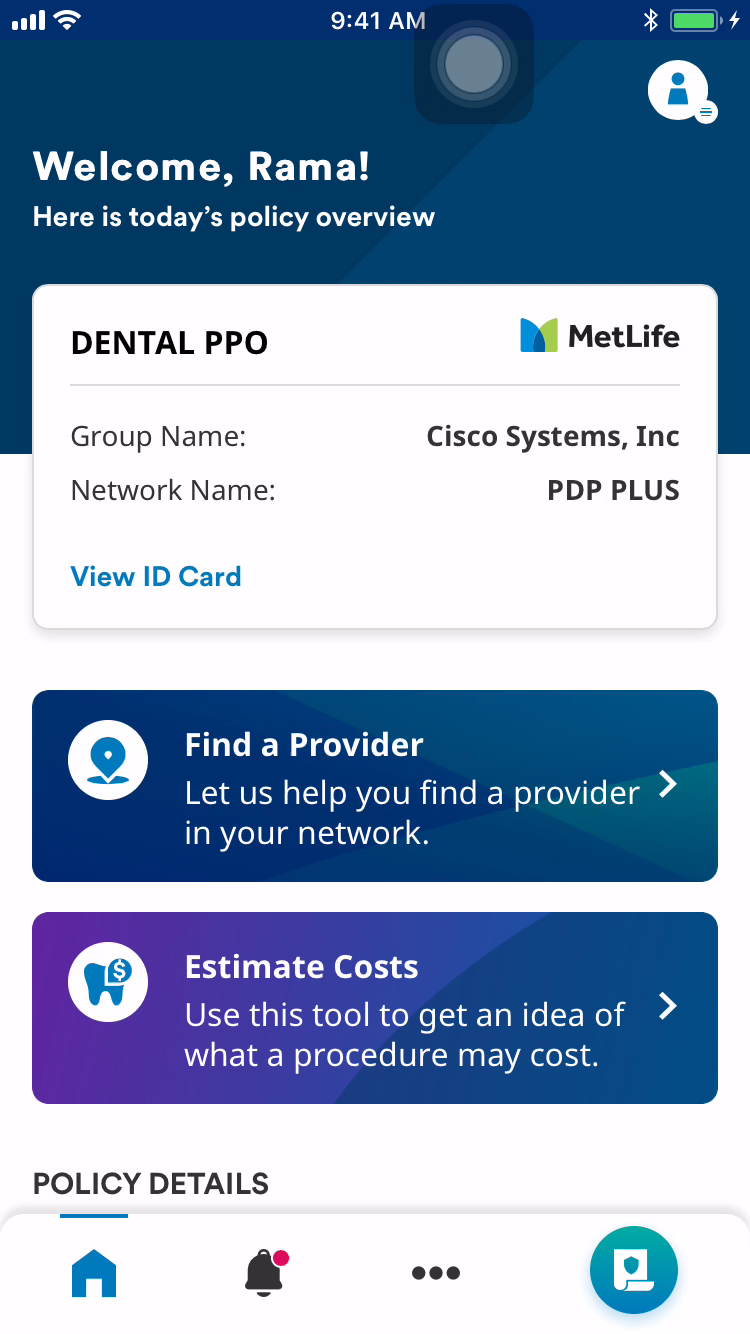 9:41 AM
Welcome, Rama!
Here is today’s policy overview
DENTAL PPO
MetLife
Group Name: Cisco Systems, Inc
Network Name: PDP PLUS
View ID Card
Find a Provider
Let us help you find a provider
in your network.
$
Estimate Costs
Use this tool to get an idea of
what a procedure may cost.
POLICY DETAILS